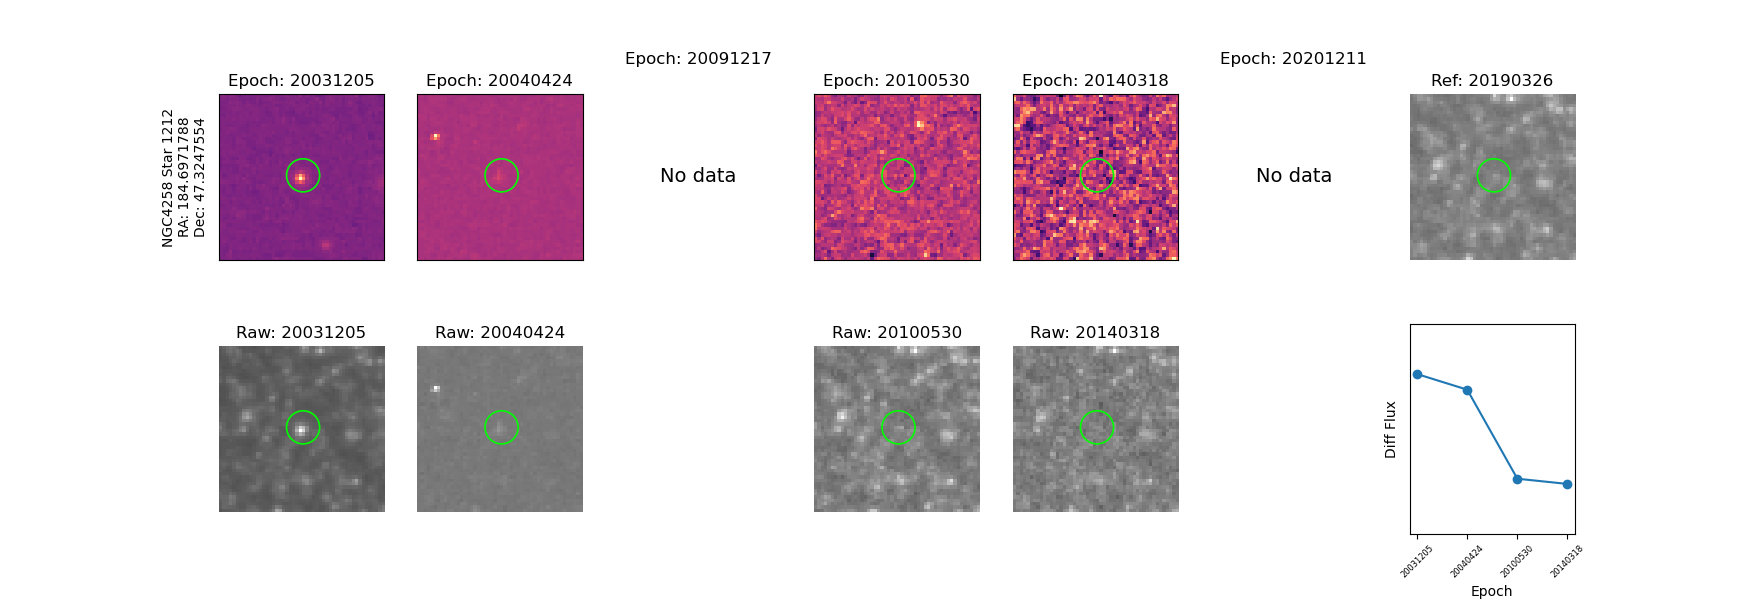 Epoch: 20031205
Epoch: 20040424
Epoch: 20091217
Epoch: 20100530
Epoch: 20140318
Epoch: 20201211
Ref: 20190326
NGC4258 Star 1212
RA: 184.69717​88
Dec: 47.3247554
No data
No data
Raw: 20031205
Raw: 20040424
Raw: 20100530
Raw: 20140318
Diff Flux
20031205
20040424
20100530
20140318
Epoch